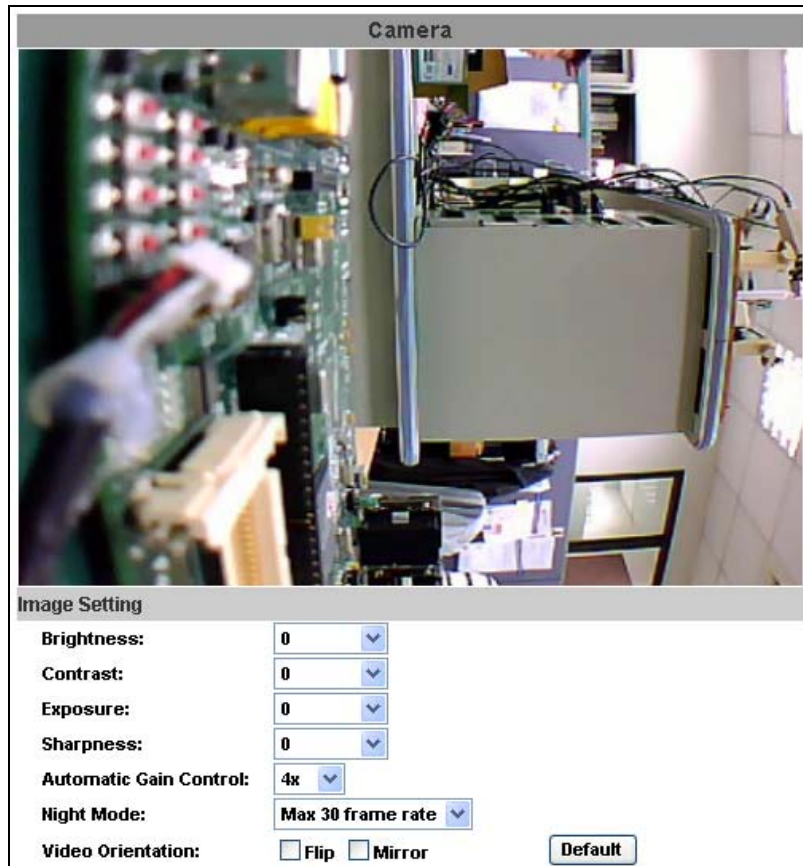 Camera
Image Setting
Brightness: 0
Contrast: 0
Exposure: 0
Sharpness: 0
Automatic Gain Control: 4x
Night Mode: Max 30 frame rate
Video Orientation: Flip Mirror Default